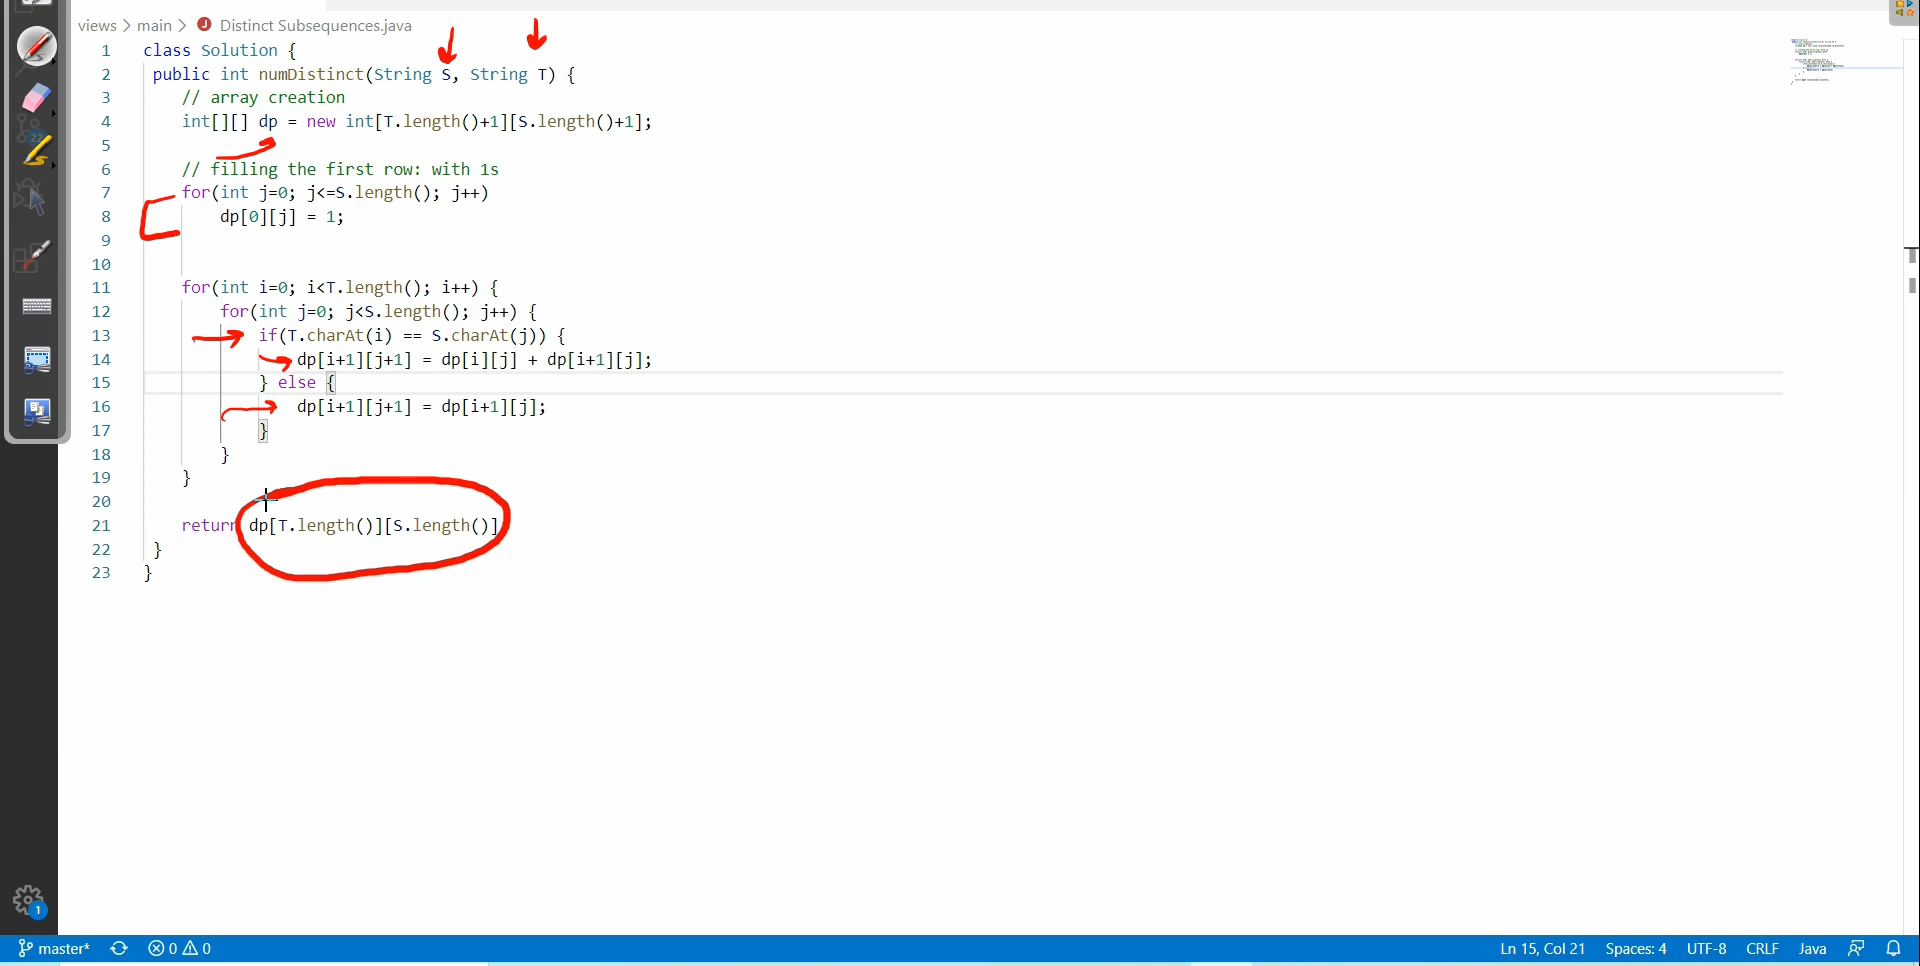 views > main > J Distinct Subsequences.java
1 class Solution {
2 public int numDistinct(String S, String T) {
3 // array creation
4 int[][] dp = new int[T.length()+1][S.length()+1];
5
6 // filling the first row: with 1s
7 for(int j=0; j<=S.length(); j++)
8 dp[0][j] = 1;
9
10
11 for(int i=0; i<T.length(); i++) {
12 for(int j=0; j<S.length(); j++) {
13 if(T.charAt(i) == S.charAt(j)) {
14 dp[i+1][j+1] = dp[i][j] + dp[i+1][j];
15 } else {
16 dp[i+1][j+1] = dp[i+1][j];
17 }
18 }
19 }
20
21 return dp[T.length()][S.length()]
22 }
23 }
22
1
master* 0 0 Ln 15, Col 21 Spaces: 4 UTF-8 CRLF Java